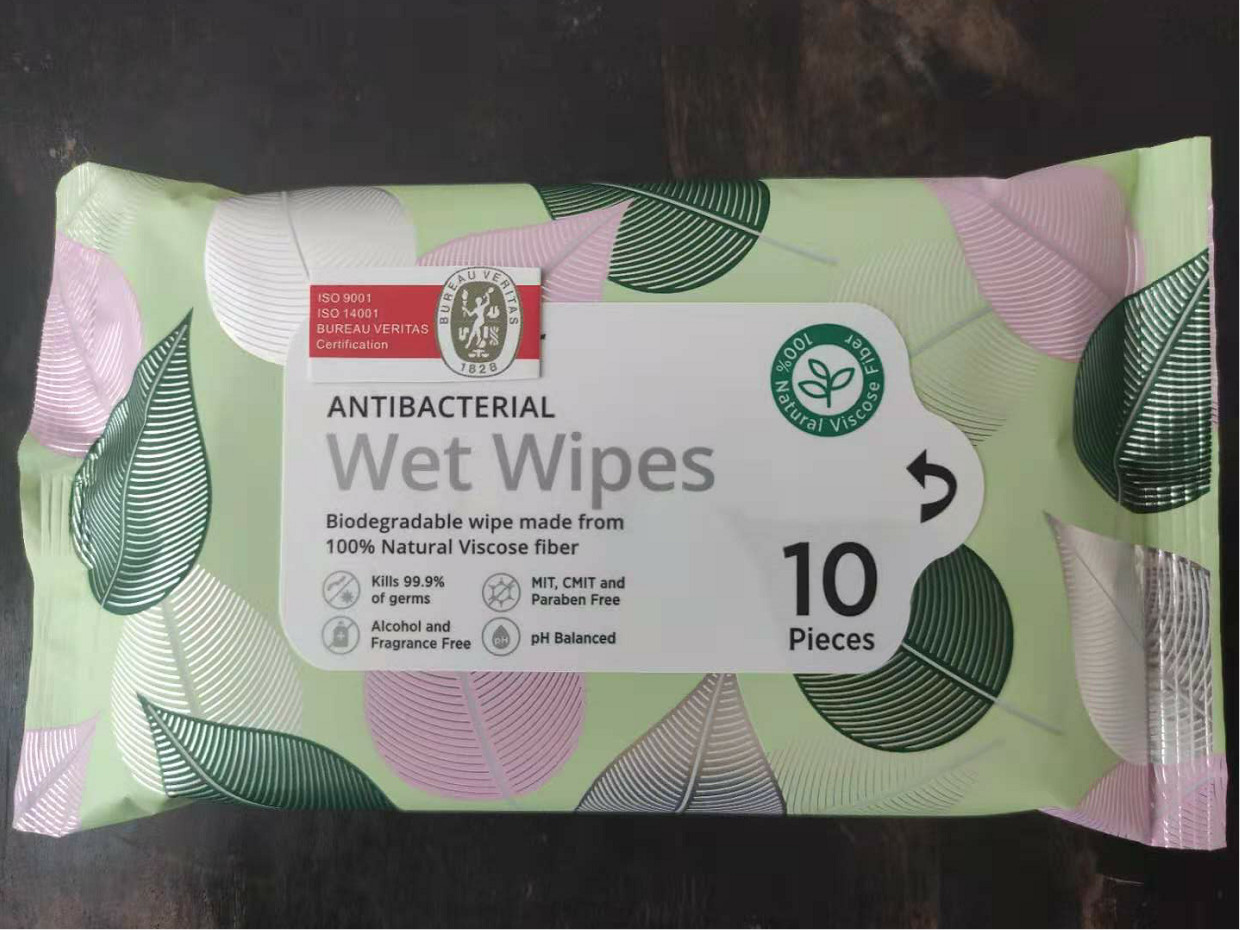 ISO 9001
ISO 14001
BUREAU VERITAS
Certification
BUREAU VERITAS
1828
100% Natural Viscose Fiber
ANTIBACTERIAL
Wet Wipes
Biodegradable wipe made from
100% Natural Viscose fiber
Kills 99.9%
of germs
MIT, CMIT and
Paraben Free
Alcohol and
Fragrance Free
pH
pH Balanced
10
Pieces